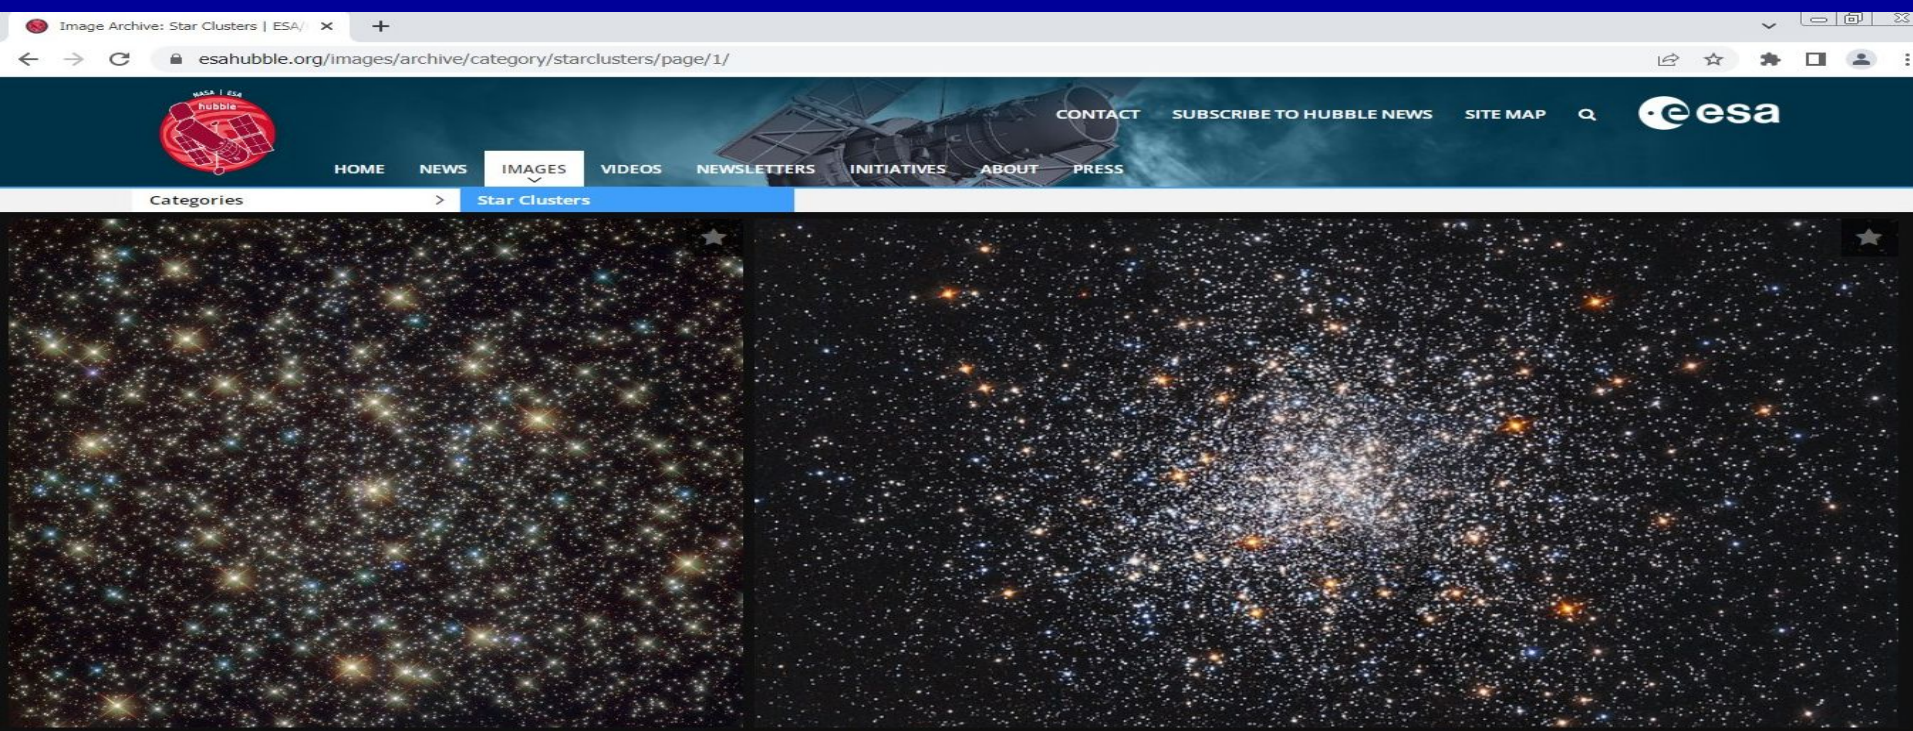 Image Archive: Star Clusters | ESA/
esahubble.org/images/archive/category/starclusters/page/1/
NASA | ESA
hubble
CONTACT SUBSCRIBE TO HUBBLE NEWS SITE MAP esa
HOME NEWS IMAGES VIDEOS NEWSLETTERS INITIATIVES ABOUT PRESS
Categories > Star Clusters